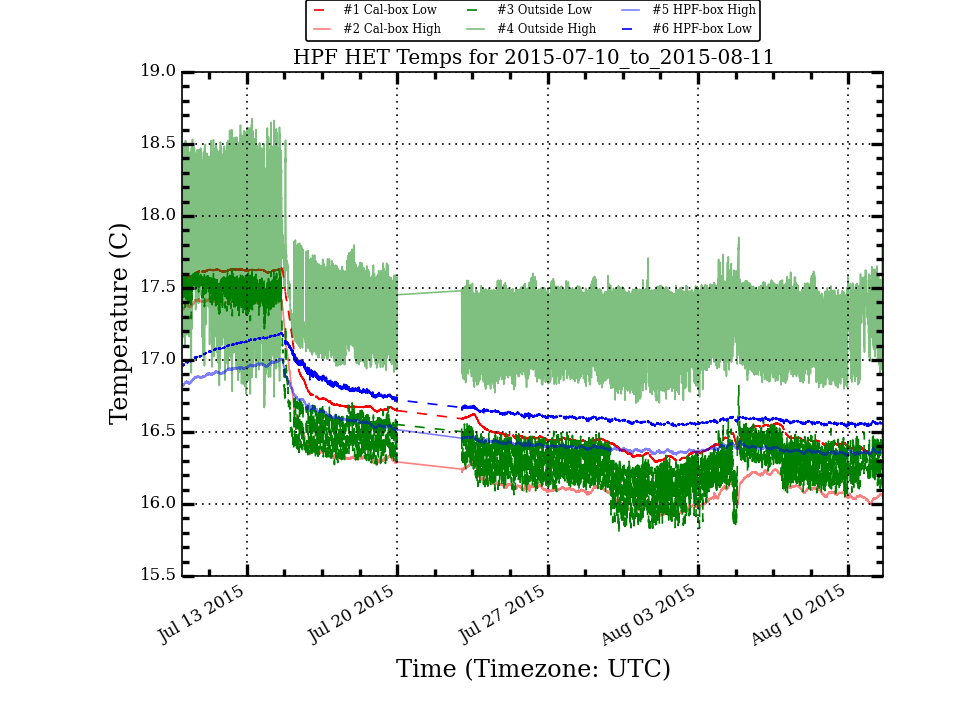 #1 Cal-box Low #3 Outside Low #5 HPF-box High
#2 Cal-box High #4 Outside High #6 HPF-box Low
HPF HET Temps for 2015-07-10_to_2015-08-11
19.0
18.5
18.0
17.5
17.0
16.5
16.0
15.5
Temperature (C)
Jul 13 2015 Jul 20 2015 Jul 27 2015 Aug 03 2015 Aug 10 2015
Time (Timezone: UTC)